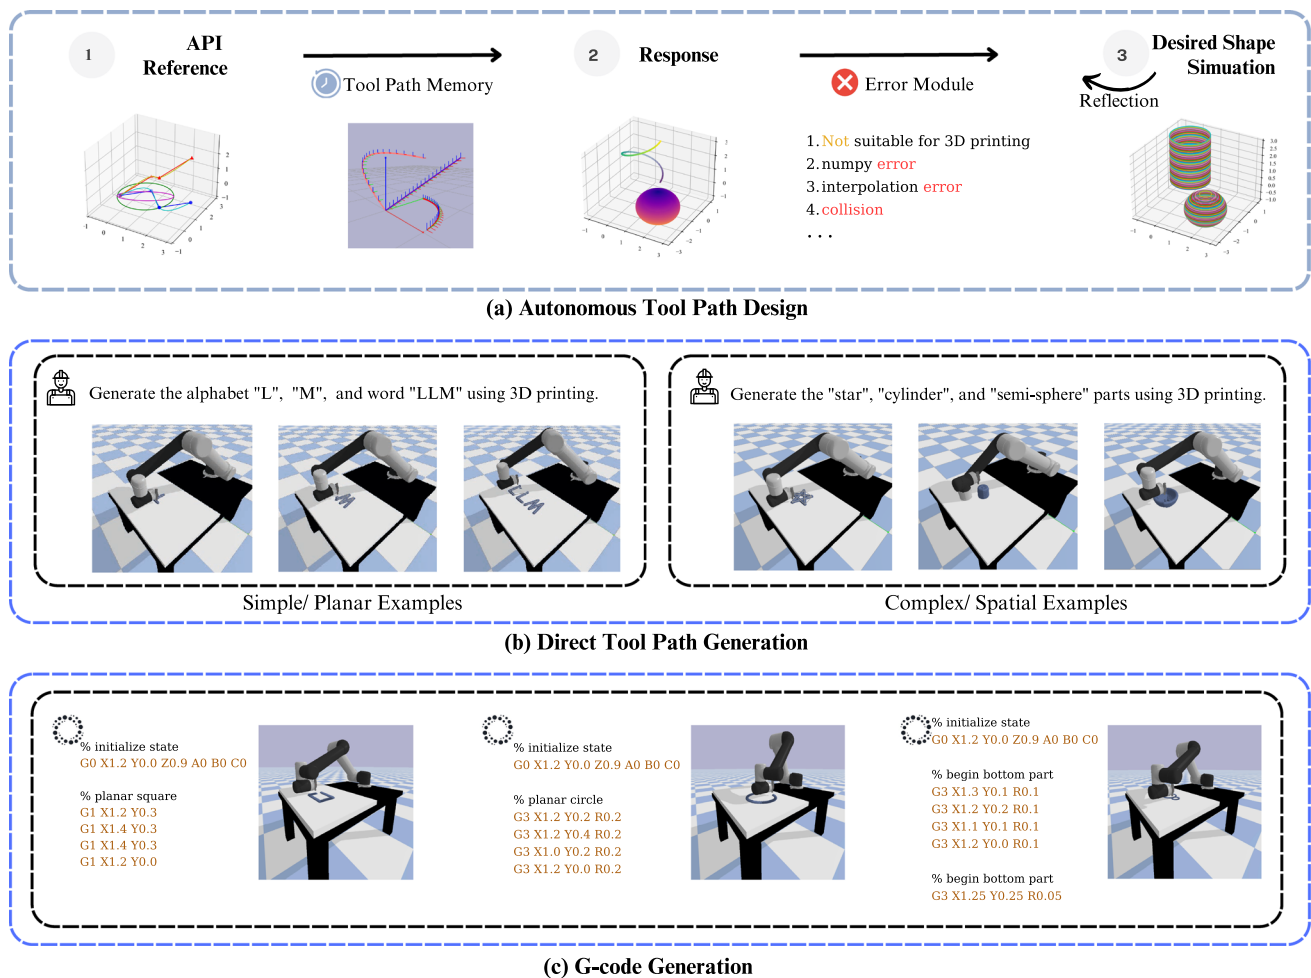 1
API
Reference
Tool Path Memory
2
Response
Error Module
3
Desired Shape
Simuation
Reflection
1. Not suitable for 3D printing
2. numpy error
3. interpolation error
4. collision
. . .
(a) Autonomous Tool Path Design
Generate the alphabet "L", "M", and word "LLM" using 3D printing.
Simple/ Planar Examples
Generate the "star", "cylinder", and "semi-sphere" parts using 3D printing.
Complex/ Spatial Examples
(b) Direct Tool Path Generation
% initialize state
G0 X1.2 Y0.0 Z0.9 A0 B0 C0
% planar square
G1 X1.2 Y0.3
G1 X1.4 Y0.3
G1 X1.4 Y0.3
G1 X1.2 Y0.0
% initialize state
G0 X1.2 Y0.0 Z0.9 A0 B0 C0
% planar circle
G3 X1.2 Y0.2 R0.2
G3 X1.2 Y0.4 R0.2
G3 X1.0 Y0.2 R0.2
G3 X1.2 Y0.0 R0.2
% initialize state
G0 X1.2 Y0.0 Z0.9 A0 B0 C0
% begin bottom part
G3 X1.3 Y0.1 R0.1
G3 X1.2 Y0.2 R0.1
G3 X1.1 Y0.1 R0.1
G3 X1.2 Y0.0 R0.1
% begin bottom part
G3 X1.25 Y0.25 R0.05
(c) G-code Generation